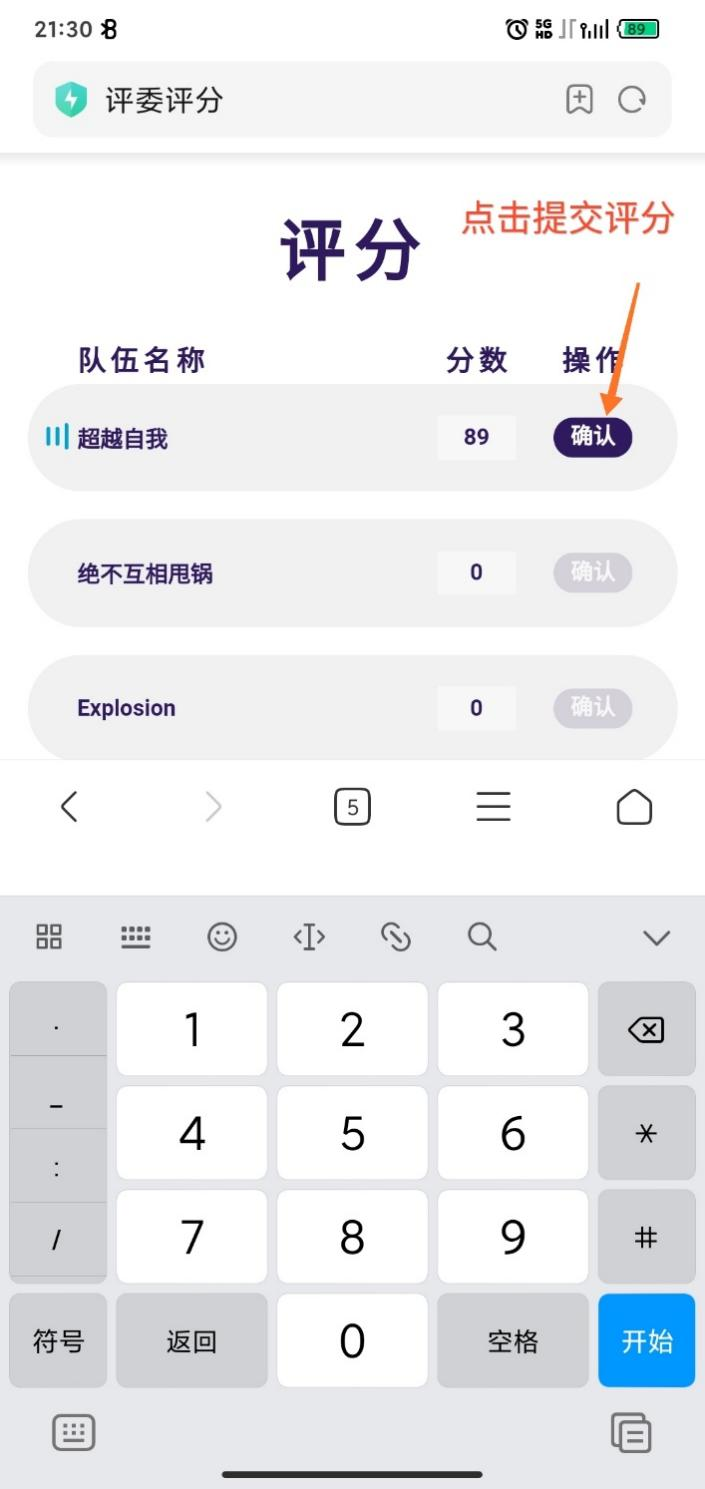 21:30
5G HD
89
评委评分
点击提交评分
评分
队伍名称 分数 操作
超越自我 89 确认
绝不互相甩锅 0 确认
Explosion 0 确认
5
. 1 2 3
- 4 5 6 *
:
/ 7 8 9 #
符号 返回 0 空格 开始